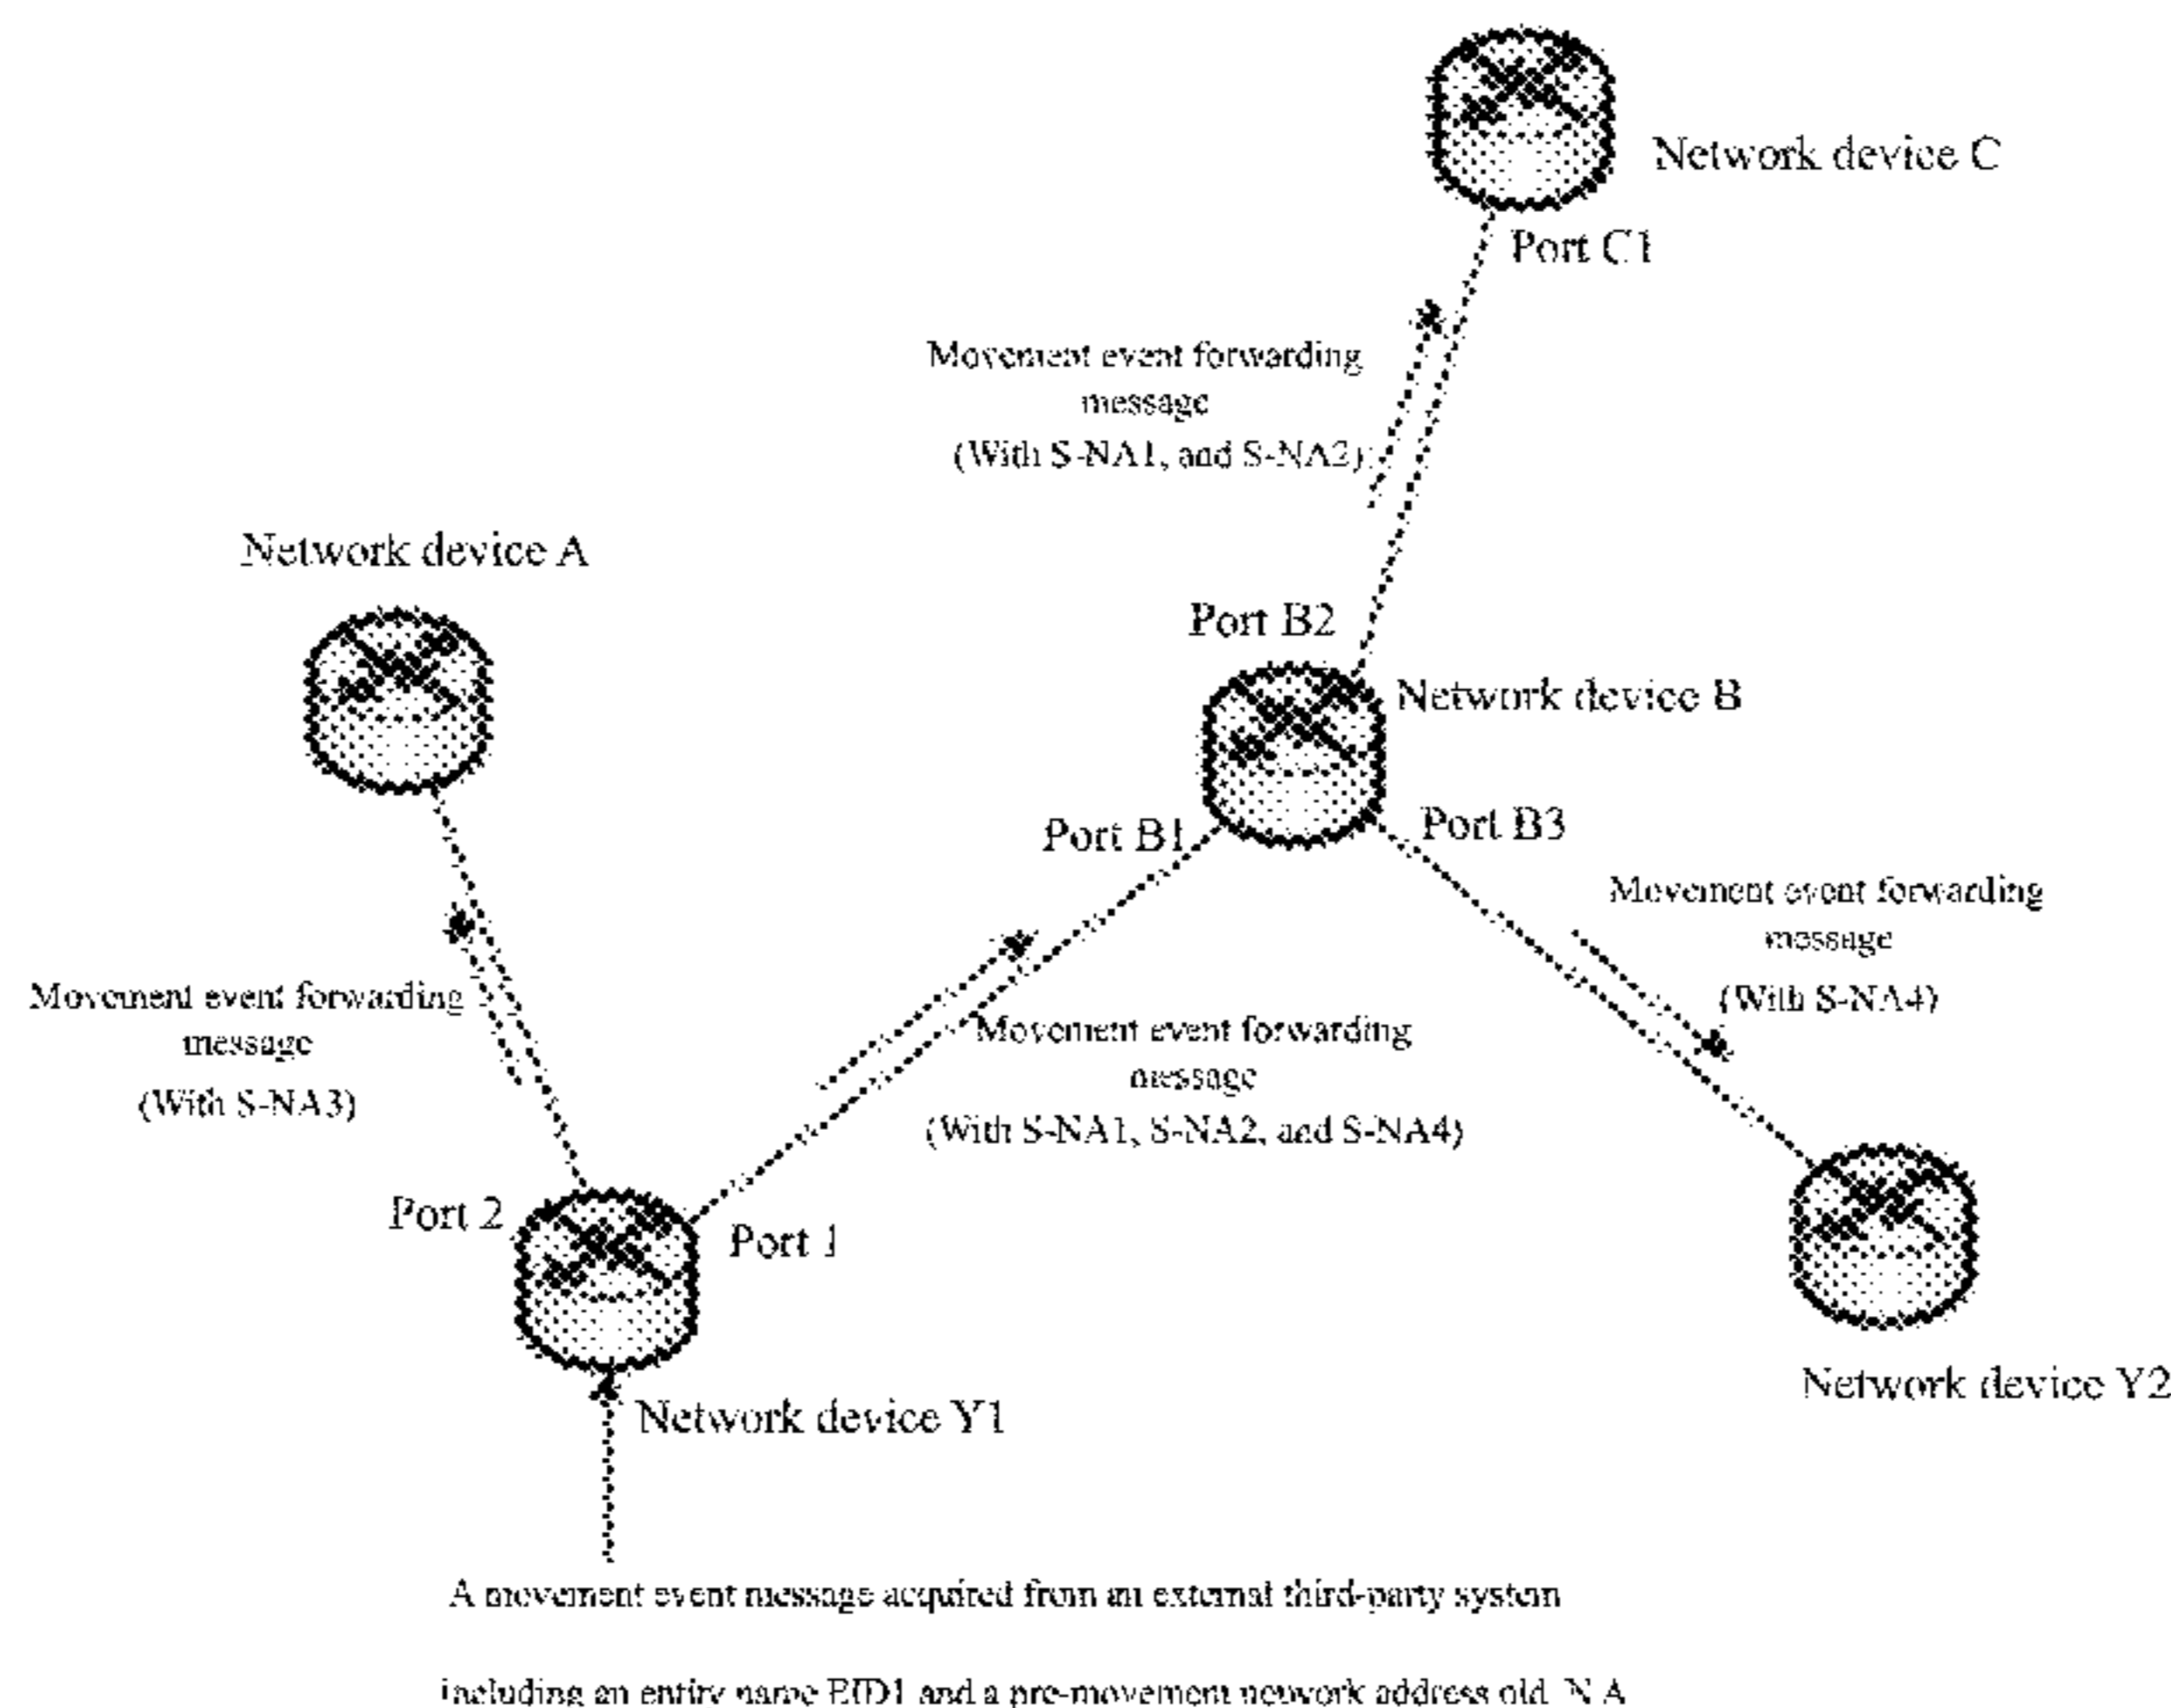 Network device C
Port C1
Movement event forwarding
message
(With S-NA1, and S-NA2)
Network device A
Port B2
Network device B
Port B1
Port B3
Movement event forwarding
message
(With S-NA4)
Movement event forwarding
message
(With S-NA3)
Movement event forwarding
message
(With S-NA1, S-NA2, and S-NA4)
Port 2
Port 1
Network device Y1
Network device Y2
A movement event message acquired from an external third-party system
including an entity name EID1 and a pre-movement network address old_NA